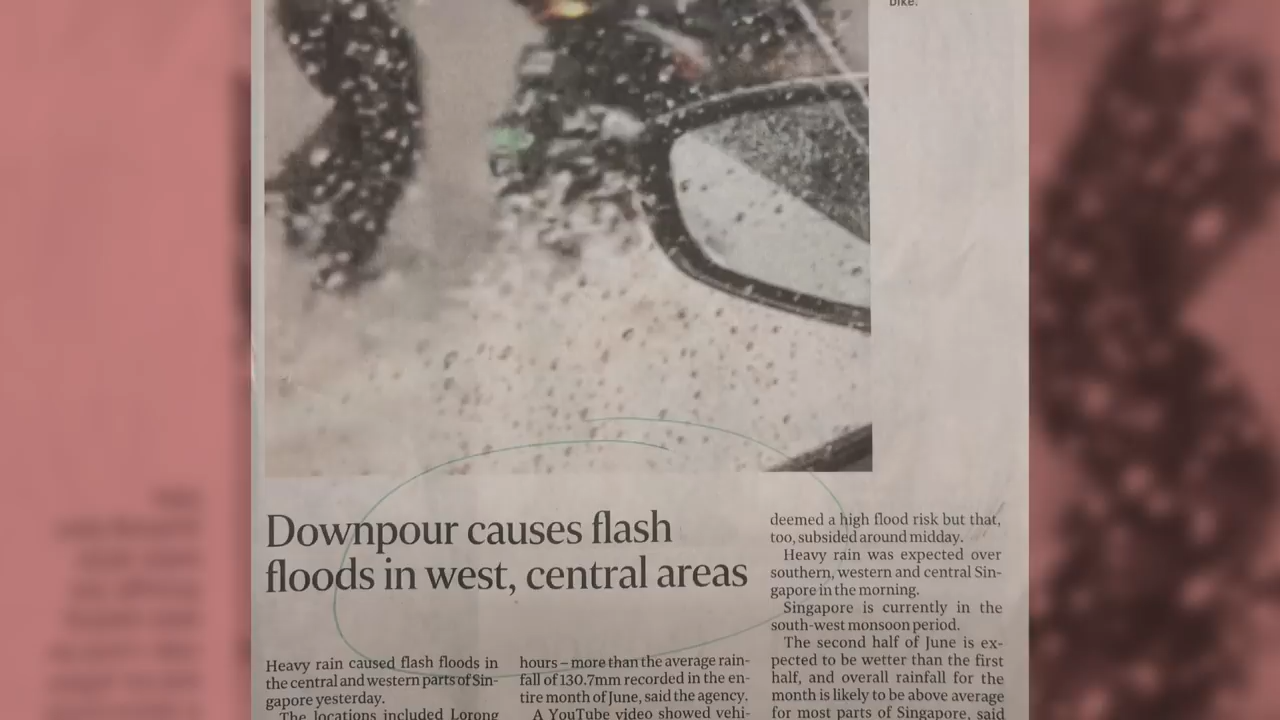 bike.
Downpour causes flash
floods in west, central areas
Heavy rain caused flash floods in
the central and western parts of Sin-
gapore yesterday.
The locations included Lorong
hours – more than the average rain-
fall of 130.7mm recorded in the en-
tire month of June, said the agency.
A YouTube video showed vehi-
deemed a high flood risk but that,
too, subsided around midday.
Heavy rain was expected over
southern, western and central Sin-
gapore in the morning.
Singapore is currently in the
south-west monsoon period.
The second half of June is ex-
pected to be wetter than the first
half, and overall rainfall for the
month is likely to be above average
for most parts of Singapore, said